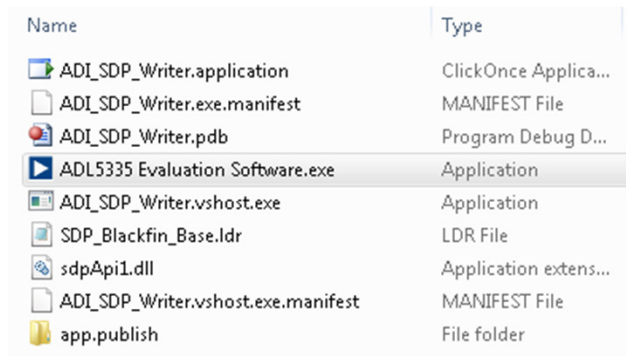 Name Type
ADI_SDP_Writer.application ClickOnce Applica...
ADI_SDP_Writer.exe.manifest MANIFEST File
ADI_SDP_Writer.pdb Program Debug D...
ADL5335 Evaluation Software.exe Application
ADI_SDP_Writer.vshost.exe Application
SDP_Blackfin_Base.ldr LDR File
sdpApi1.dll Application extens...
ADI_SDP_Writer.vshost.exe.manifest MANIFEST File
app.publish File folder